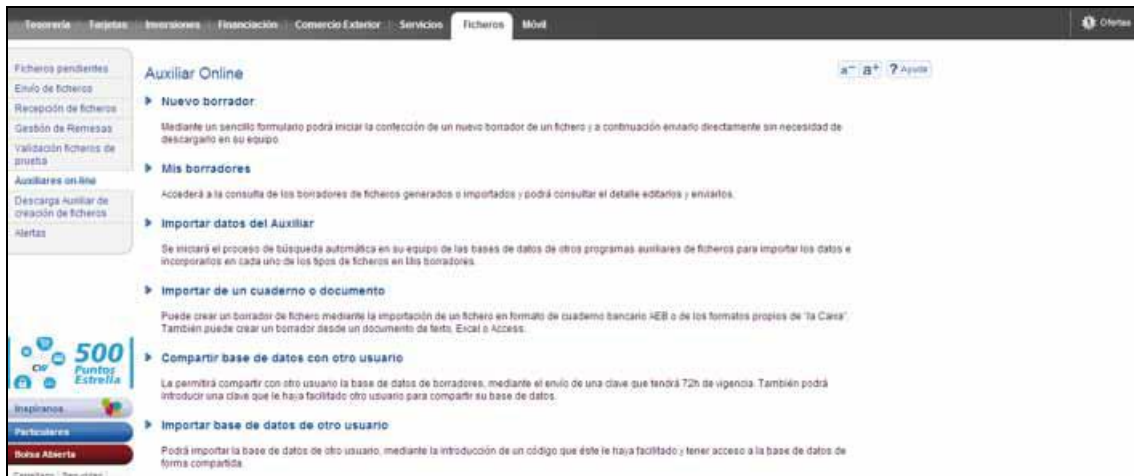 Tesorería Tarjetas Inversiones Financiación Comercio Exterior Servicios Ficheros Móvil Ofertas
Ficheros pendientes
Envío de ficheros
Recepción de ficheros
Gestión de Remesas
Validación ficheros de
prueba
Auxiliares on-line
Descarga Auxiliar de
creación de ficheros
Alertas
500
Puntos
Estrella
Inspíranos
Particulares
Bolsa Abierta
Auxiliar Online
a- a+ ? Ayuda
Nuevo borrador
Mediante un sencillo formulario podrá iniciar la confección de un nuevo borrador de un fichero y a continuación enviarlo directamente sin necesidad de
descargarlo en su equipo.
Mis borradores
Accederá a la consulta de los borradores de ficheros generados o importados y podrá consultar el detalle editarlos y enviarlos.
Importar datos del Auxiliar
Se iniciará el proceso de búsqueda automática en su equipo de las bases de datos de otros programas auxiliares de ficheros para importar los datos e
incorporarlos en cada uno de los tipos de ficheros en Mis borradores.
Importar de un cuaderno o documento
Puede crear un borrador de fichero mediante la importación de un fichero en formato de cuaderno bancario AEB o de los formatos propios de "la Caixa".
También puede crear un borrador desde un documento de texto, Excel o Access.
Compartir base de datos con otro usuario
Le permitirá compartir con otro usuario la base de datos de borradores, mediante el envío de una clave que tendrá 72h de vigencia. También podrá
introducir una clave que le haya facilitado otro usuario para compartir su base de datos.
Importar base de datos de otro usuario
Podrá importar la base de datos de otro usuario, mediante la introducción de un código que éste le haya facilitado y tener acceso a la base de datos de
forma compartida.